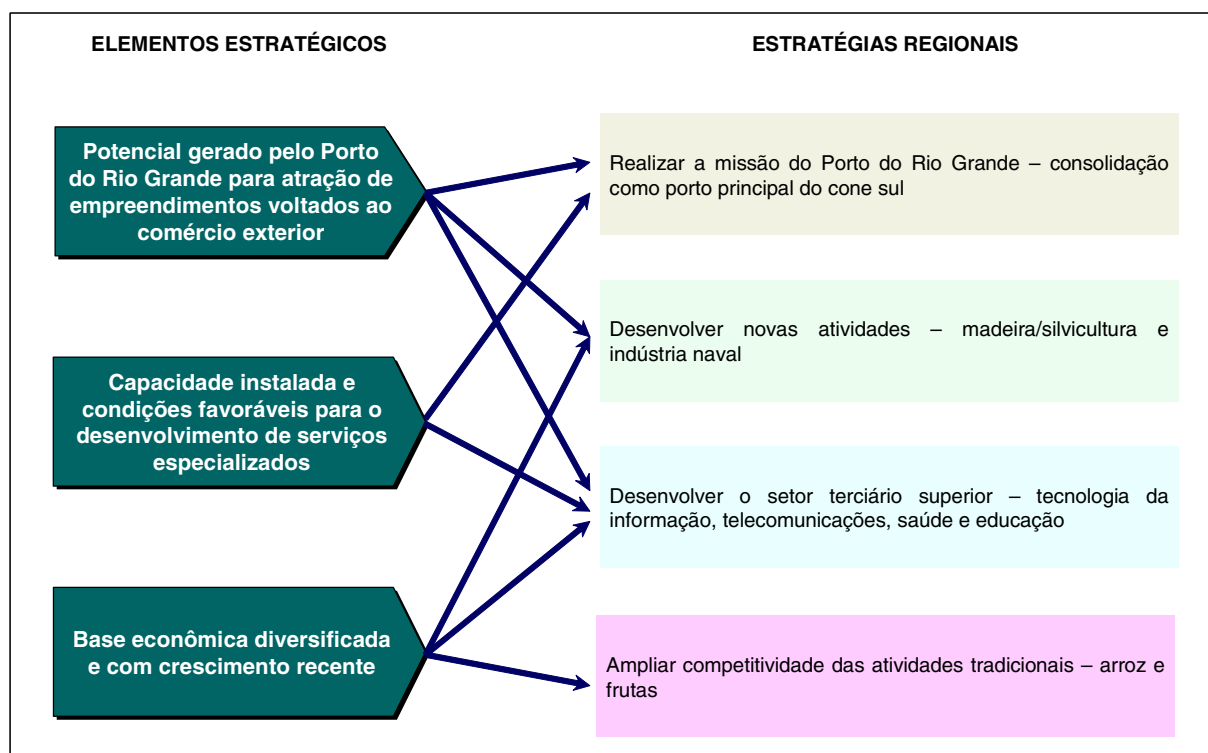 ELEMENTOS ESTRATÉGICOS
ESTRATÉGIAS REGIONAIS
Potencial gerado pelo Porto
do Rio Grande para atração de
empreendimentos voltados ao
comércio exterior
Capacidade instalada e
condições favoráveis para o
desenvolvimento de serviços
especializados
Base econômica diversificada
e com crescimento recente
Realizar a missão do Porto do Rio Grande – consolidação
como porto principal do cone sul
Desenvolver novas atividades – madeira/silvicultura e
indústria naval
Desenvolver o setor terciário superior – tecnologia da
informação, telecomunicações, saúde e educação
Ampliar competitividade das atividades tradicionais – arroz e
frutas